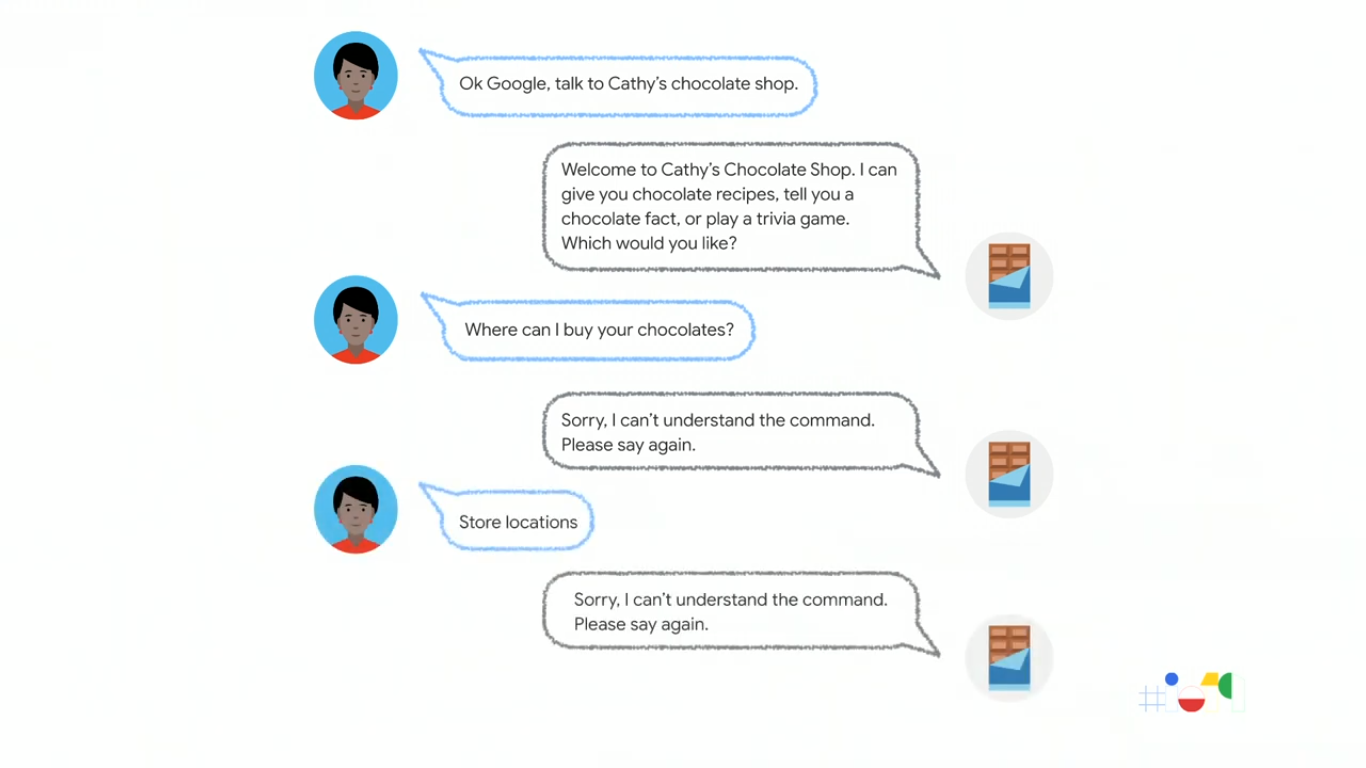 Ok Google, talk to Cathy’s chocolate shop.
Welcome to Cathy’s Chocolate Shop. I can
give you chocolate recipes, tell you a
chocolate fact, or play a trivia game.
Which would you like?
Where can I buy your chocolates?
Sorry, I can’t understand the command.
Please say again.
Store locations
Sorry, I can’t understand the command.
Please say again.
#io19